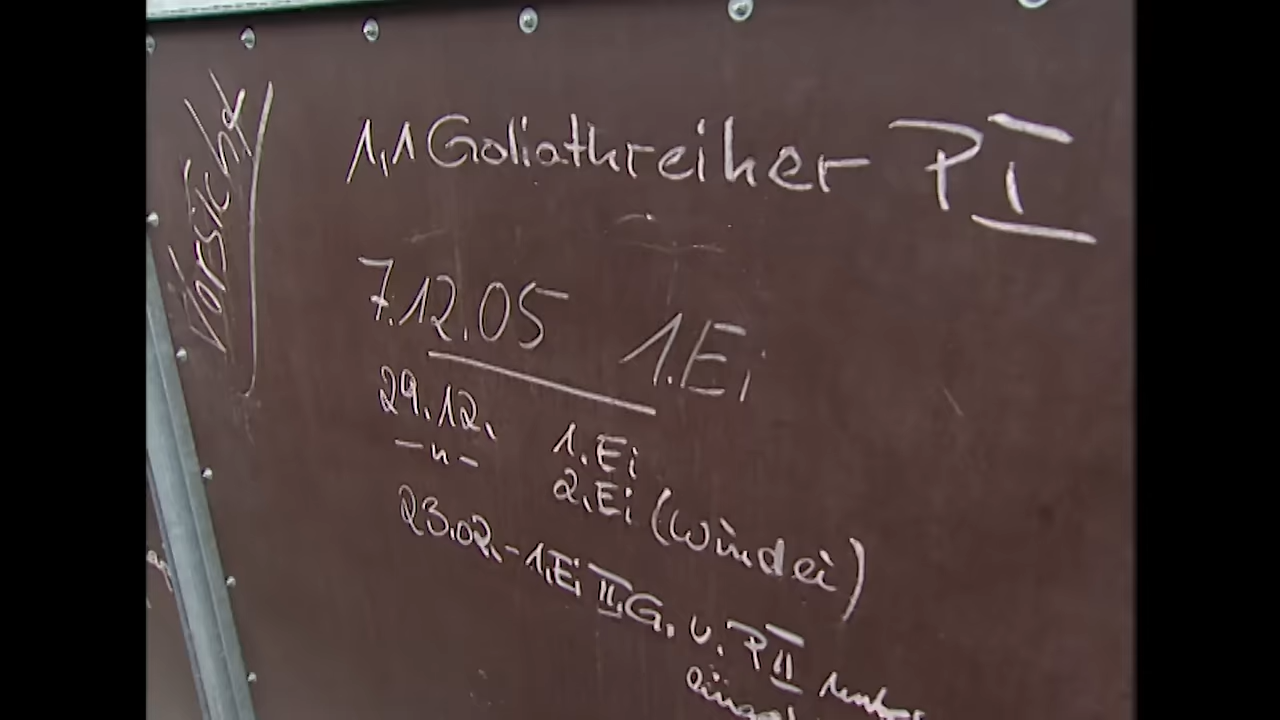 Vorsicht
1,1 Goliathreiher P I
7.12.05 1.Ei
29.12. 1.Ei
-"- 2.Ei (Windei)
23.02.-1.Ei II.G. v. P II